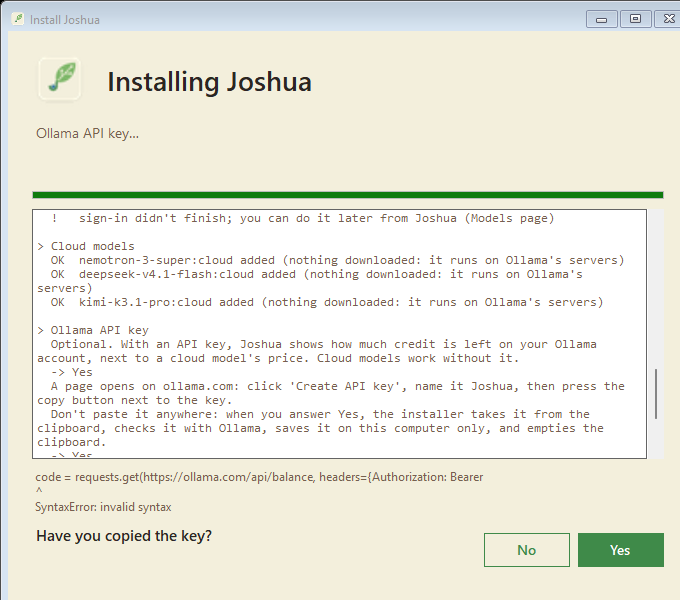 Install Joshua
Installing Joshua
Ollama API key...
!   sign-in didn't finish; you can do it later from Joshua (Models page)
> Cloud models
OK  nemotron-3-super:cloud added (nothing downloaded: it runs on Ollama's servers)
OK  deepseek-v4.1-flash:cloud added (nothing downloaded: it runs on Ollama's
servers)
OK  kimi-k3.1-pro:cloud added (nothing downloaded: it runs on Ollama's servers)
> Ollama API key
Optional. With an API key, Joshua shows how much credit is left on your Ollama
account, next to a cloud model's price. Cloud models work without it.
-> Yes
A page opens on ollama.com: click 'Create API key', name it Joshua, then press the
copy button next to the key.
Don't paste it anywhere: when you answer Yes, the installer takes it from the
clipboard, checks it with Ollama, saves it on this computer only, and empties the
clipboard.
-> Yes
code = requests.get(https://ollama.com/api/balance, headers={Authorization: Bearer
^
SyntaxError: invalid syntax
Have you copied the key?
No
Yes